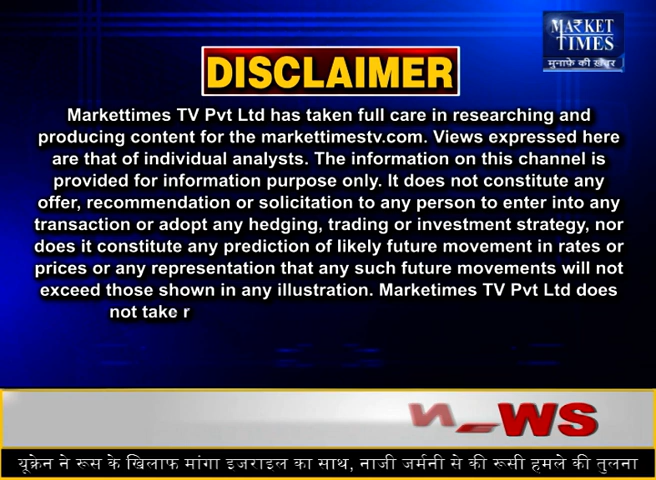 MARKET
TIMES
मुनाफे की ख़बर
DISCLAIMER
Markettimes TV Pvt Ltd has taken full care in researching and
producing content for the markettimestv.com. Views expressed here
are that of individual analysts. The information on this channel is
provided for information purpose only. It does not constitute any
offer, recommendation or solicitation to any person to enter into any
transaction or adopt any hedging, trading or investment strategy, nor
does it constitute any prediction of likely future movement in rates or
prices or any representation that any such future movements will not
exceed those shown in any illustration. Marketimes TV Pvt Ltd does
not take r
NEWS
यूक्रेन ने रूस के खिलाफ मांगा इजराइल का साथ, नाजी जर्मनी से की रूसी हमले की तुलना